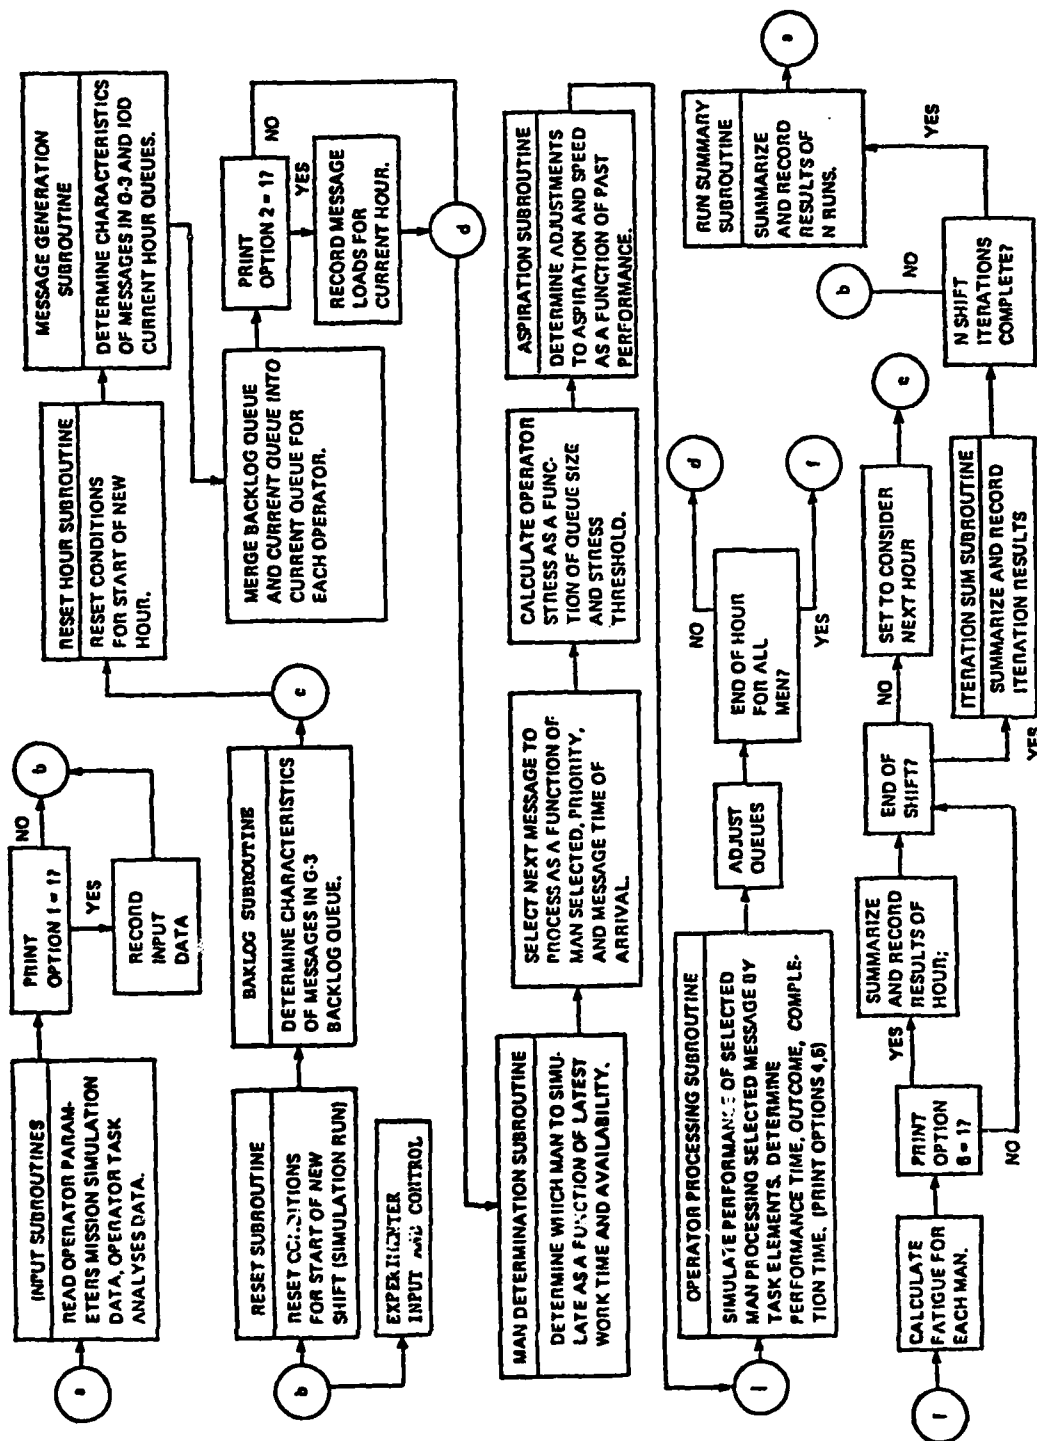 a
INPUT SUBROUTINES
READ OPERATOR PARAM-
ETERS MISSION SIMULATION
DATA, OPERATOR TASK
ANALYSES DATA.
PRINT
OPTION 1 = 1?
NO
b
YES
RECORD
INPUT
DATA
b
RESET SUBROUTINE
RESET CONDITIONS
FOR START OF NEW
SHIFT (SIMULATION RUN)
EXPERIMENTER
INPUT AND CONTROL
BAKLOG SUBROUTINE
DETERMINE CHARACTERISTICS
OF MESSAGES IN G-3
BACKLOG QUEUE.
c
RESET HOUR SUBROUTINE
RESET CONDITIONS
FOR START OF NEW
HOUR.
MESSAGE GENERATION
SUBROUTINE
DETERMINE CHARACTERISTICS
OF MESSAGES IN G-3 AND IOD
CURRENT HOUR QUEUES.
MERGE BACKLOG QUEUE
AND CURRENT QUEUE INTO
CURRENT QUEUE FOR
EACH OPERATOR.
PRINT
OPTION 2 = 1?
NO
YES
RECORD MESSAGE
LOADS FOR
CURRENT HOUR.
d
MAN DETERMINATION SUBROUTINE
DETERMINE WHICH MAN TO SIMU-
LATE AS A FUNCTION OF LATEST
WORK TIME AND AVAILABILITY.
SELECT NEXT MESSAGE TO
PROCESS AS A FUNCTION OF
MAN SELECTED, PRIORITY,
AND MESSAGE TIME OF
ARRIVAL.
CALCULATE OPERATOR
STRESS AS A FUNC-
TION OF QUEUE SIZE
AND STRESS
THRESHOLD.
ASPIRATION SUBROUTINE
DETERMINE ADJUSTMENTS
TO ASPIRATION AND SPEED
AS A FUNCTION OF PAST
PERFORMANCE.
OPERATOR PROCESSING SUBROUTINE
SIMULATE PERFORMANCE OF SELECTED
MAN PROCESSING SELECTED MESSAGE BY
TASK ELEMENTS. DETERMINE
PERFORMANCE TIME, OUTCOME, COMPLE-
TION TIME. (PRINT OPTIONS 4,5)
ADJUST
QUEUES
END OF HOUR
FOR ALL
MEN?
NO
d
YES
f
CALCULATE
FATIGUE FOR
EACH MAN.
PRINT
OPTION
6 = 1?
YES
NO
SUMMARIZE
AND RECORD
RESULTS OF
HOUR;
END OF
SHIFT?
NO
SET TO CONSIDER
NEXT HOUR
YES
ITERATION SUM SUBROUTINE
SUMMARIZE AND RECORD
ITERATION RESULTS
N SHIFT
ITERATIONS
COMPLETE?
NO
b
YES
RUN SUMMARY
SUBROUTINE
SUMMARIZE
AND RECORD
RESULTS OF
N RUNS.
a